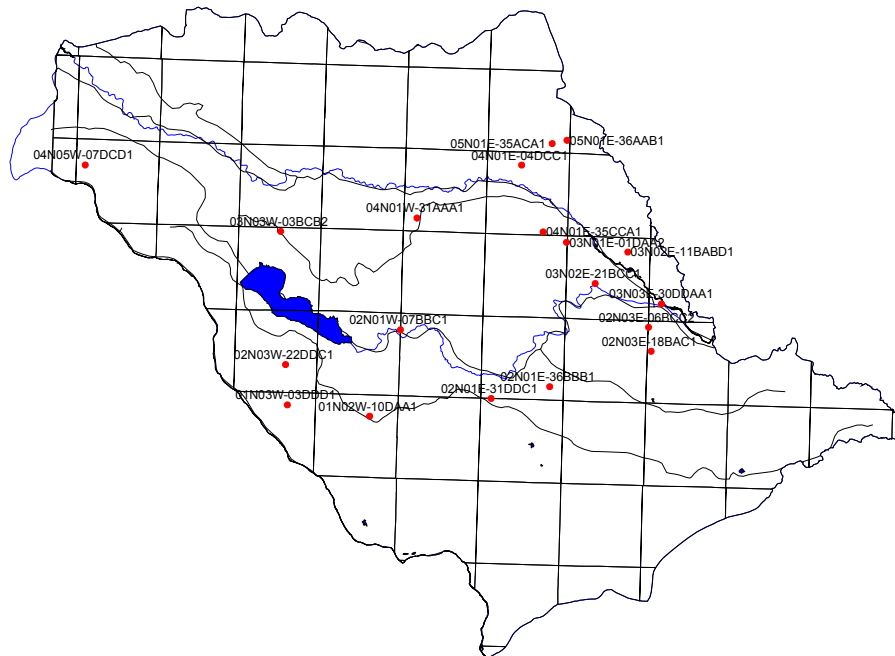 05N01E-36AAB1
05N01E-35ACA1
04N05W-07DCD1
04N01E-04DCC1
04N01W-31AAA1
03N03W-03BCB2
04N01E-35CCA1
03N01E-01DAA2
03N02E-11BABD1
03N02E-21BCC1
03N03E-30DDAA1
02N01W-07BBC1
02N03E-06BCC2
02N03E-18BAC1
02N03W-22DDC1
02N01E-36BBB1
02N01E-31DDC1
01N03W-03DDD1
01N02W-10DAA1